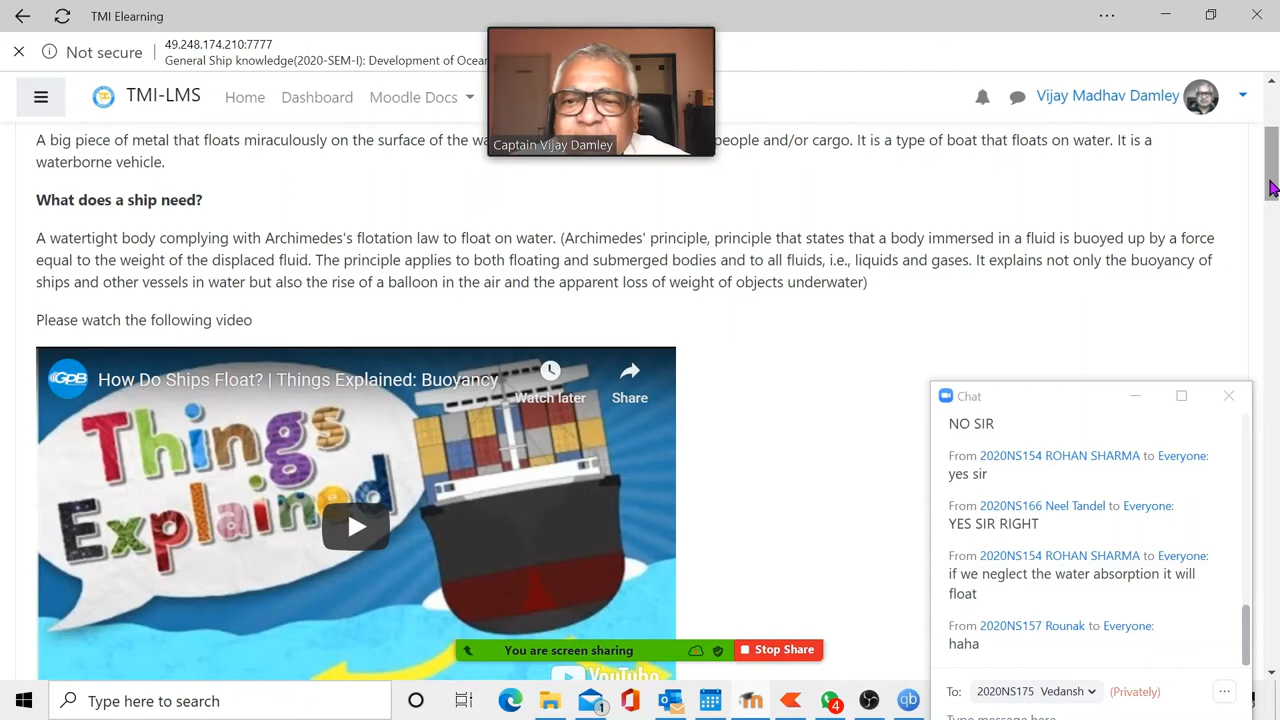 TMI Elearning
Not secure
49.248.174.210:7777
General Ship knowledge(2020-SEM-I): Development of Ocea
TMI-LMS
Home
Dashboard
Moodle Docs
Vijay Madhav Damley
Captain Vijay Damley
A big piece of metal that floats miraculously on the surface of the wa people and/or cargo. It is a type of boat that floats on water. It is a
waterborne vehicle.
What does a ship need?
A watertight body complying with Archimedes's flotation law to float on water. (Archimedes' principle, principle that states that a body immersed in a fluid is buoyed up by a force
equal to the weight of the displaced fluid. The principle applies to both floating and submerged bodies and to all fluids, i.e., liquids and gases. It explains not only the buoyancy of
ships and other vessels in water but also the rise of a balloon in the air and the apparent loss of weight of objects underwater)
Please watch the following video
GPB
How Do Ships Float? | Things Explained: Buoyancy
Watch later
Share
Things
Explained
YouTube
You are screen sharing
Stop Share
Chat
NO SIR
From 2020NS154 ROHAN SHARMA to Everyone:
yes sir
From 2020NS166 Neel Tandel to Everyone:
YES SIR RIGHT
From 2020NS154 ROHAN SHARMA to Everyone:
if we neglect the water absorption it will
float
From 2020NS157 Rounak to Everyone:
haha
To: 2020NS175 Vedansh (Privately)
Type message here
Type here to search
1
4
qb